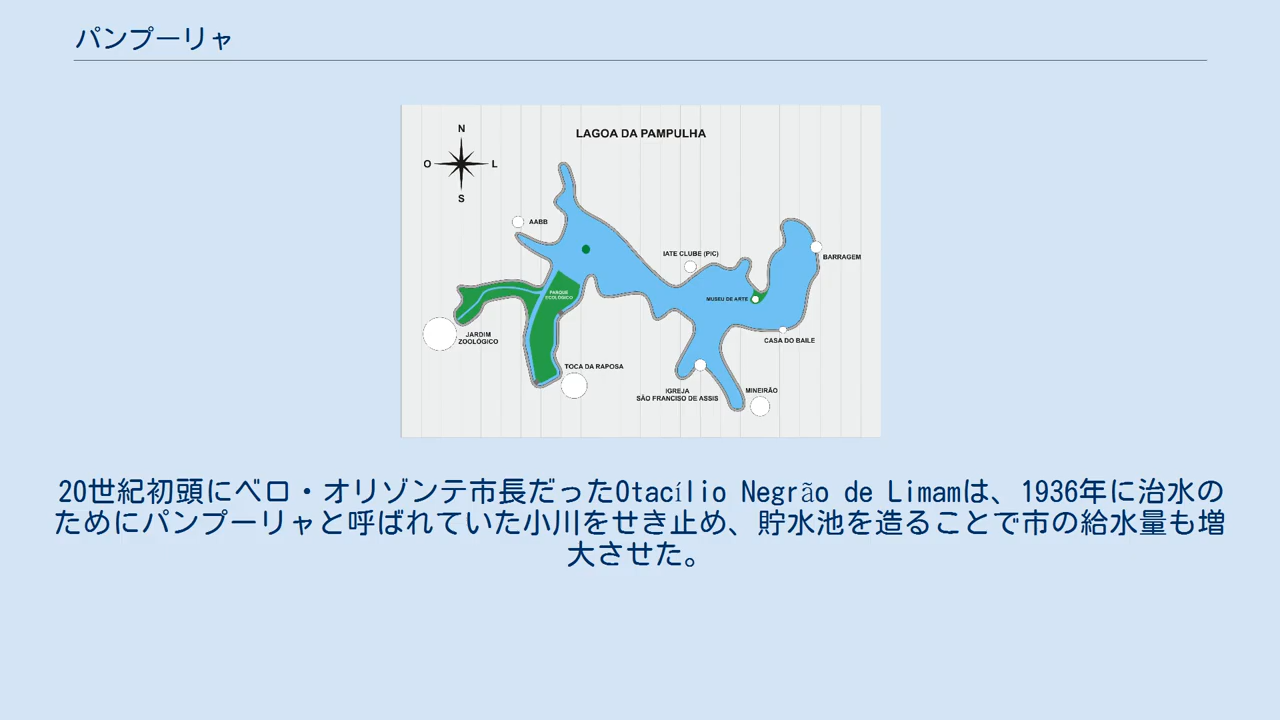 パンプーリャ
LAGOA DA PAMPULHA
N
O
L
S
AABB
IATE CLUBE (PIC)
BARRAGEM
PARQUE
ECOLÓGICO
MUSEU DE ARTE
JARDIM
ZOOLÓGICO
CASA DO BAILE
TOCA DA RAPOSA
IGREJA
SÃO FRANCISO DE ASSIS
MINEIRÃO
20世紀初頭にベロ・オリゾンテ市長だったOtacílio Negrão de Limamは、1936年に治水の
ためにパンプーリャと呼ばれていた小川をせき止め、貯水池を造ることで市の給水量も増
大させた。